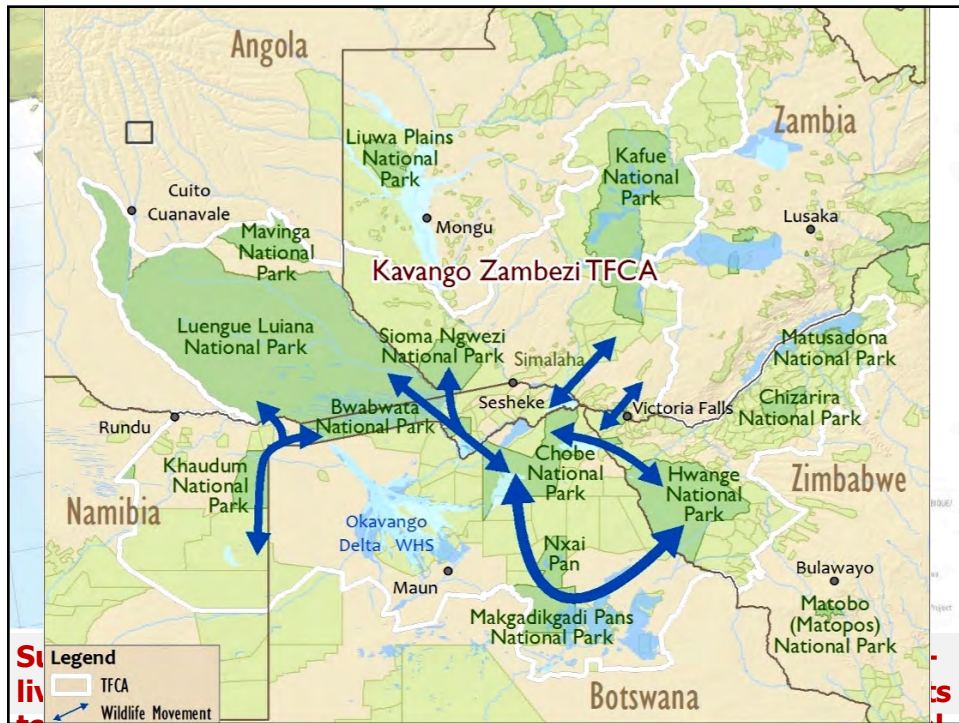 Angola
Zambia
Liuwa Plains
National
Park
Kafue
National
Park
Cuito
Cuanavale
Mongu
Lusaka
Mavinga
National
Park
Kavango Zambezi TFCA
Luengue Luiana
National Park
Sioma Ngwezi
National Park
Simalaha
Matusadona
National Park
Sesheke
Victoria Falls
Chizarira
National Park
Rundu
Bwabwata
National Park
Khaudum
National
Park
Chobe
National
Park
Hwange
National
Park
Zimbabwe
Namibia
Okavango
Delta WHS
Nxai
Pan
Maun
Bulawayo
Makgadikgadi Pans
National Park
Matobo
(Matopos)
National Park
Botswana
Legend
TFCA
Wildlife Movement